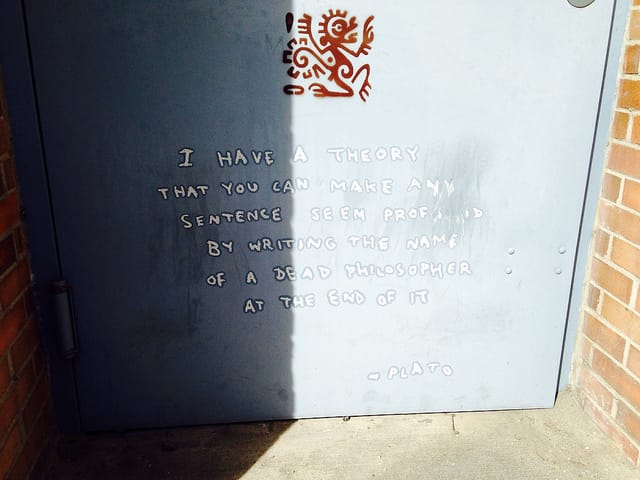 I HAVE A THEORY
THAT YOU CAN MAKE ANY
SENTENCE SEEM
BY WRITING THE NAME
OF A DEAD PHILOSOPHER
AT THE END OF IT
- PLATO